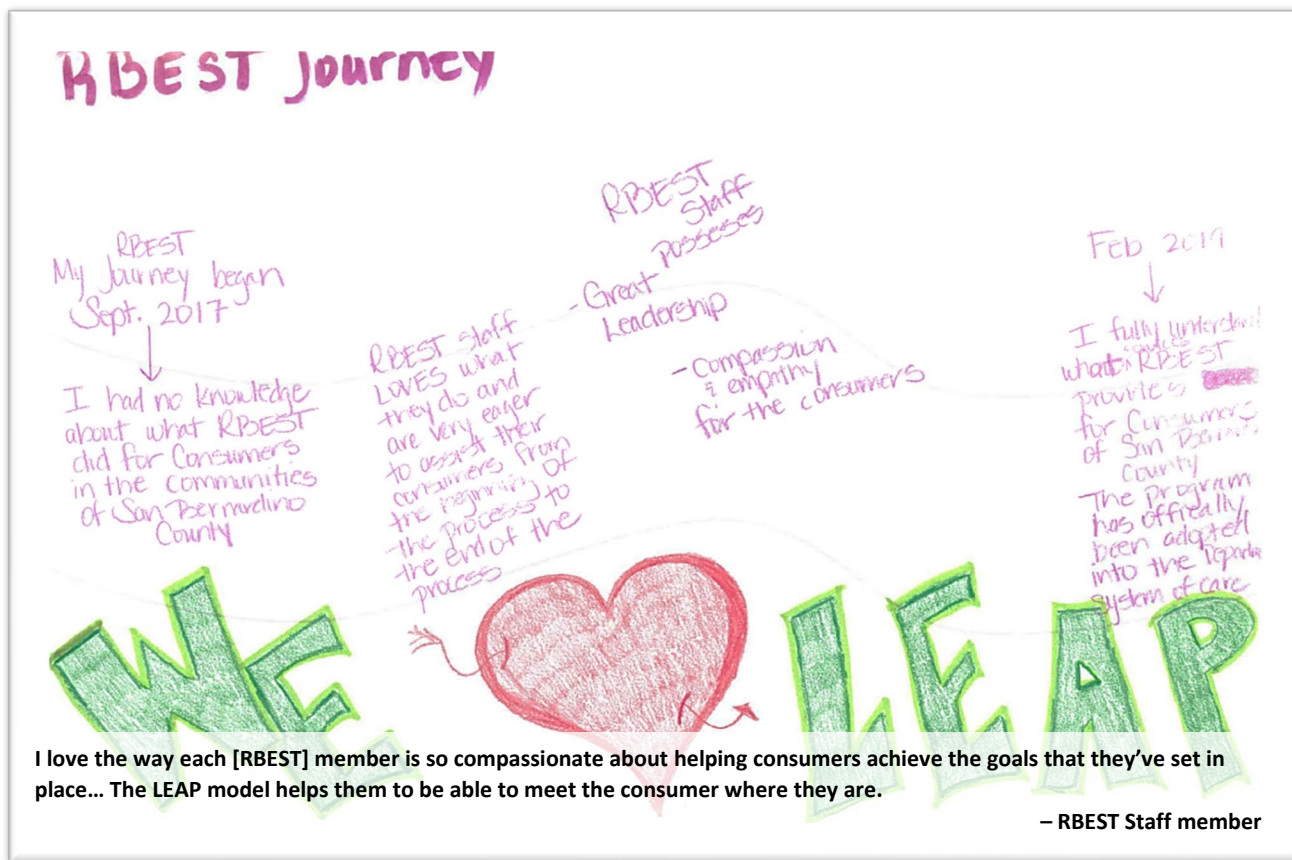 RBEST Journey
RBEST
My Journey began
Sept. 2017
I had no knowledge
about what RBEST
did for Consumers
in the communities
of San Bernardino
County
RBEST staff
LOVES what
they do and
are very eager
to assist their
consumers from
the beginning of
the process to
the end of the
process
RBEST
Staff
Possesses
- Great
Leadership
- Compassion
& empathy
for the consumers
Feb
I fully
what services RBEST
provides
for Consumers
of San
County
The program
has offically
been adopted
into the
system of care
WE LEAP
I love the way each [RBEST] member is so compassionate about helping consumers achieve the goals that they’ve set in
place… The LEAP model helps them to be able to meet the consumer where they are.
– RBEST Staff member